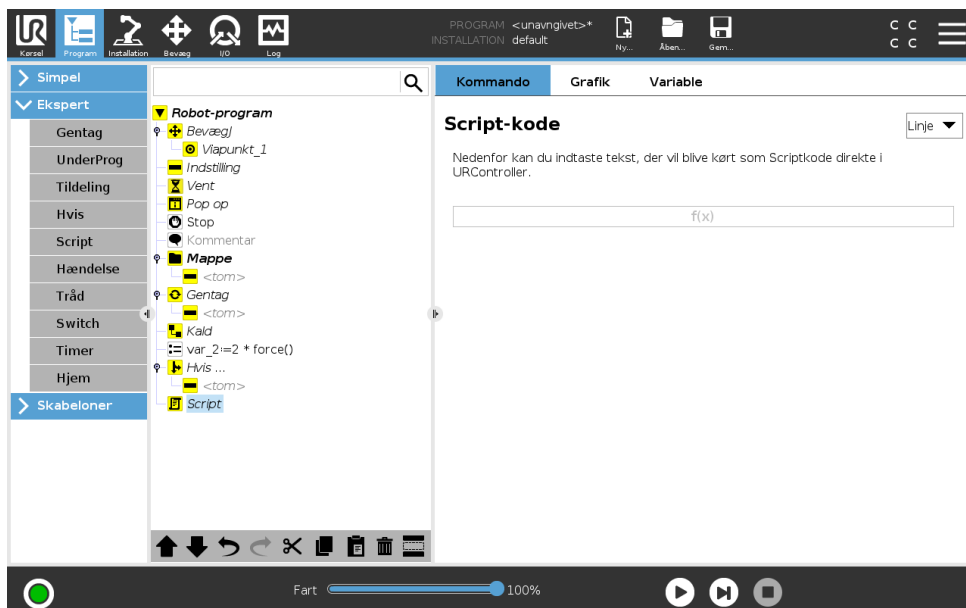 PROGRAM <unavngivet>*
INSTALLATION default
UR
Kørsel
Program
Installation
Bevæg
I/O
Log
Ny...
Åben...
Gem...
C C
C C
Simpel
Ekspert
Gentag
UnderProg
Tildeling
Hvis
Script
Hændelse
Tråd
Switch
Timer
Hjem
Skabeloner
Robot-program
BevægJ
Viapunkt_1
Indstilling
Vent
Pop op
Stop
Kommentar
Mappe
<tom>
Gentag
<tom>
Kald
var_2:=2 * force()
Hvis ...
<tom>
Script
Kommando
Grafik
Variable
Script-kode
Linje
Nedenfor kan du indtaste tekst, der vil blive kørt som Scriptkode direkte i
URController.
f(x)
Fart
100%